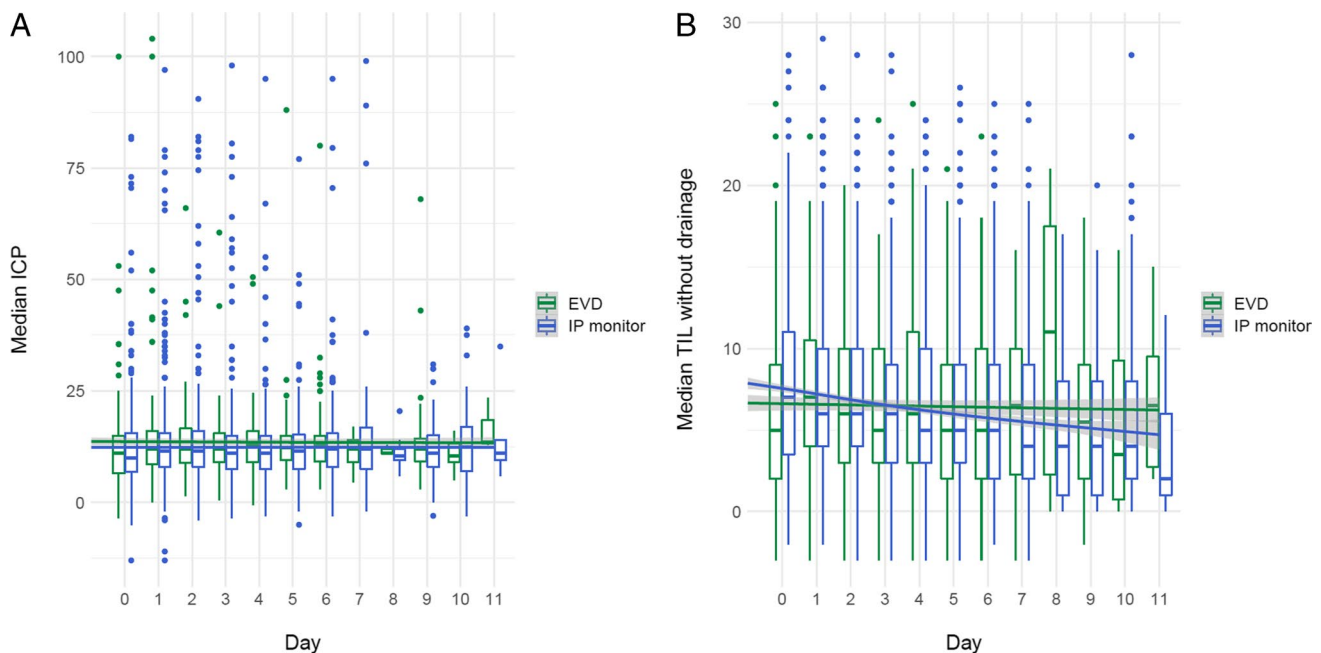 A
Median ICP
100
75
50
25
0
0 1 2 3 4 5 6 7 8 9 10 11
Day
EVD
IP monitor
B
Median TIL without drainage
30
20
10
0
0 1 2 3 4 5 6 7 8 9 10 11
Day
EVD
IP monitor